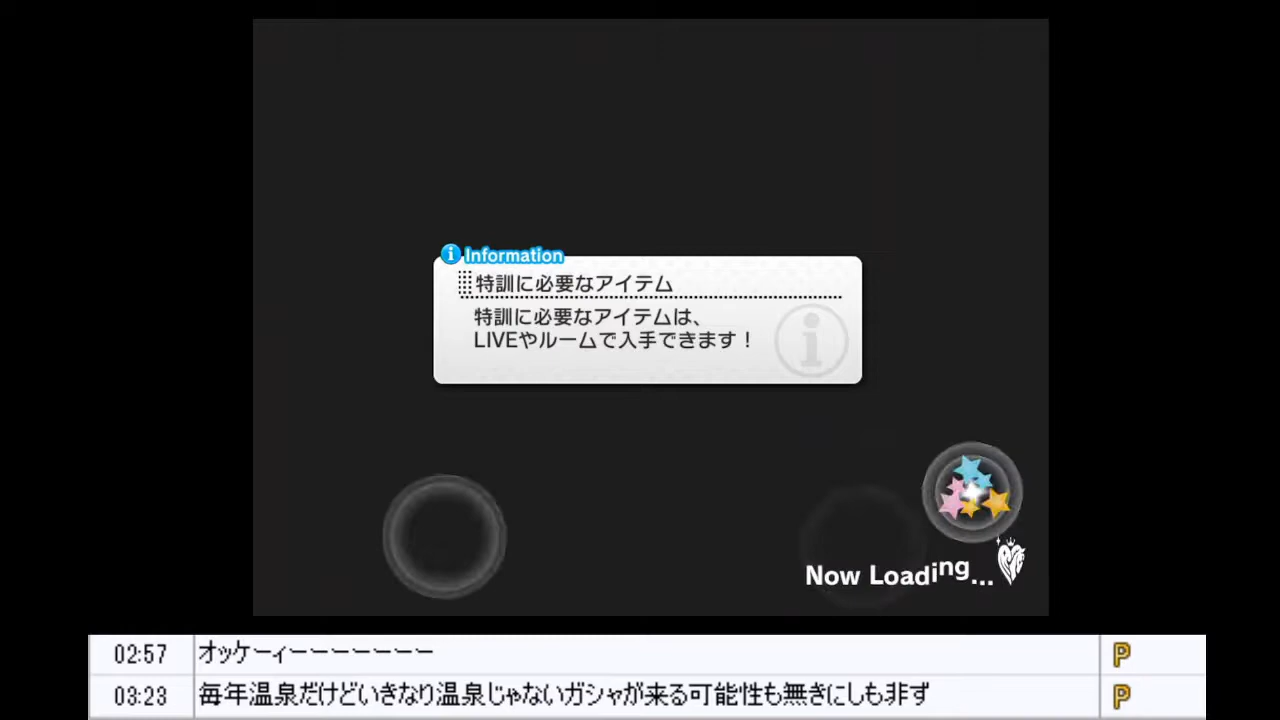 Information
特訓に必要なアイテム
特訓に必要なアイテムは、
LIVEやルームで入手できます！
Now Loading...
02:57 オッケーィーーーーーーー P
03:23 毎年温泉だけどいきなり温泉じゃないガシャが来る可能性も無きにしも非ず P